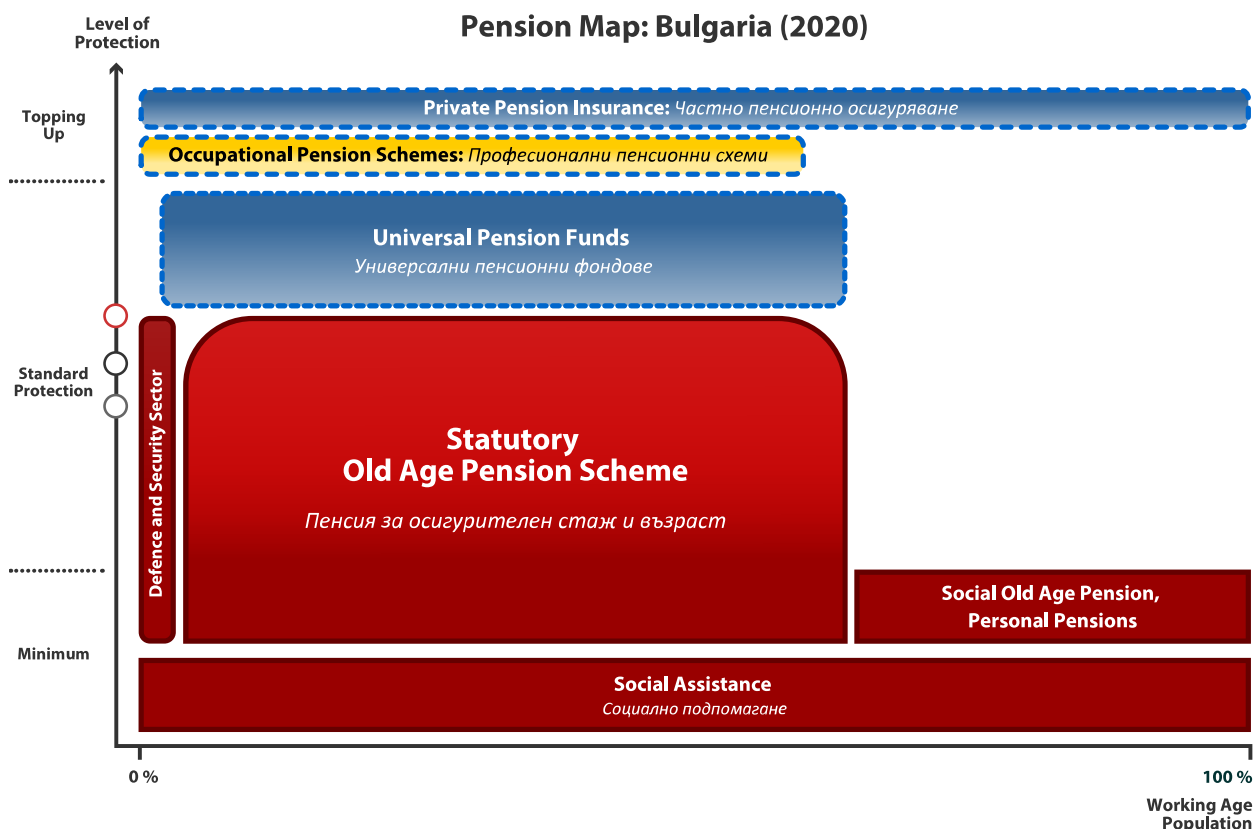 Pension Map: Bulgaria (2020)
Level of
Protection
Topping
Up
Private Pension Insurance: Частно пенсионно осигуряване
Occupational Pension Schemes: Професионални пенсионни схеми
Universal Pension Funds
Универсални пенсионни фондове
Standard
Protection
Defence and Security Sector
Statutory
Old Age Pension Scheme
Пенсия за осигурителен стаж и възраст
Social Old Age Pension,
Personal Pensions
Minimum
Social Assistance
Социално подпомагане
0 %
100 %
Working Age
Population